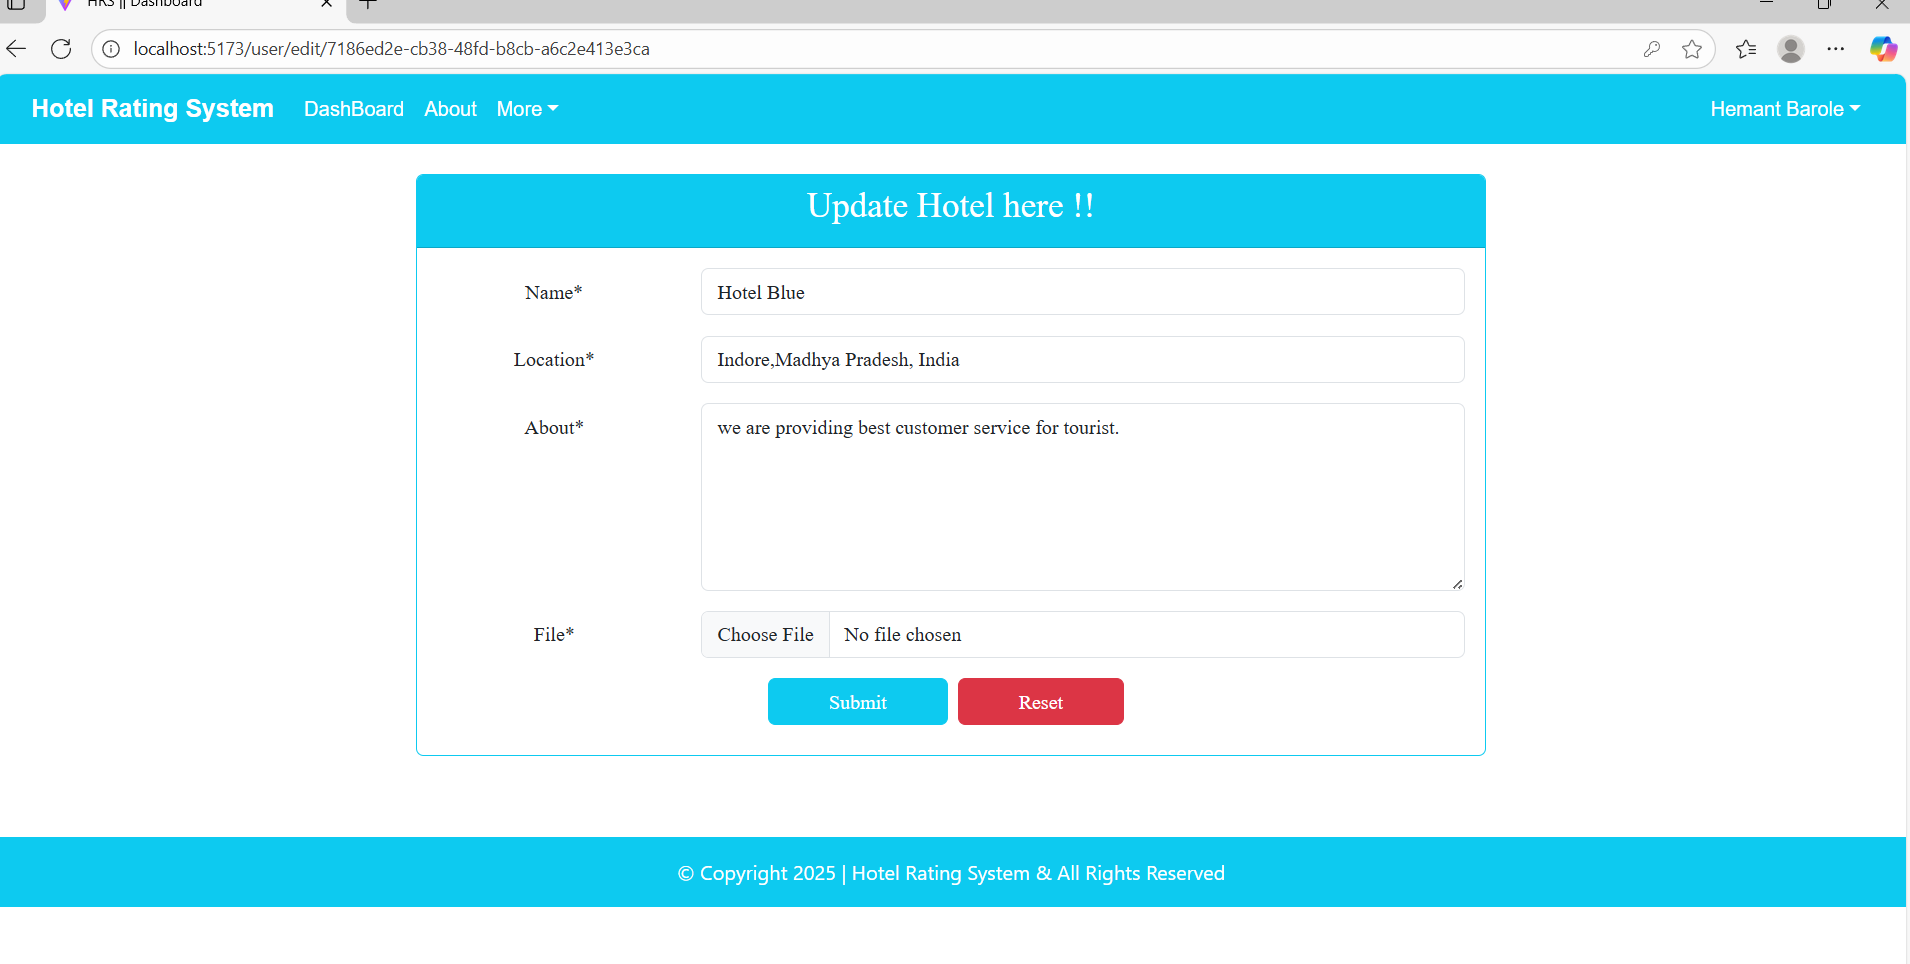 HRS || Dashboard
localhost:5173/user/edit/7186ed2e-cb38-48fd-b8cb-a6c2e413e3ca
Hotel Rating System DashBoard About More Hemant Barole
Update Hotel here !!
Name* Hotel Blue
Location* Indore,Madhya Pradesh, India
About* we are providing best customer service for tourist.
File* Choose File No file chosen
Submit Reset
© Copyright 2025 | Hotel Rating System & All Rights Reserved